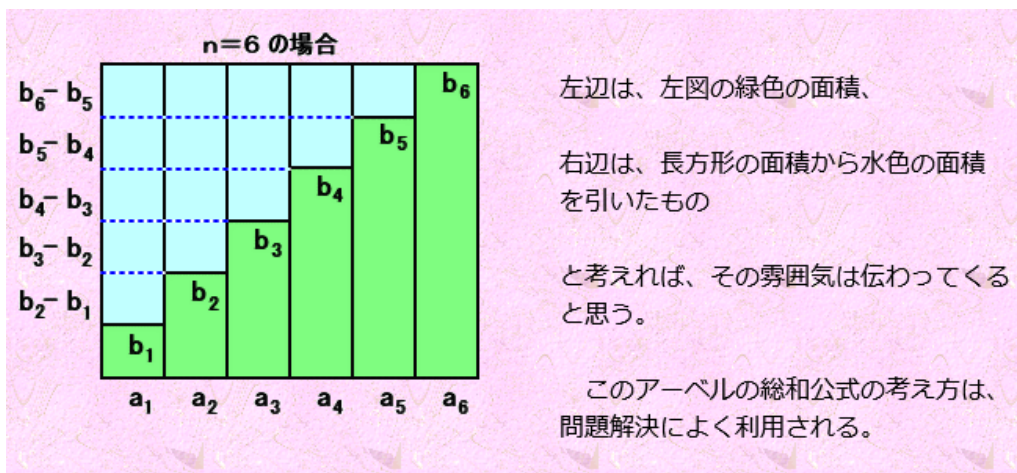 n＝6 の場合
b₆− b₅
b₅− b₄
b₄− b₃
b₃− b₂
b₂− b₁
b₁
b₂
b₃
b₄
b₅
b₆
a₁ a₂ a₃ a₄ a₅ a₆
左辺は、左図の緑色の面積、
右辺は、長方形の面積から水色の面積
を引いたもの
と考えれば、その雰囲気は伝わってくる
と思う。
　このアーベルの総和公式の考え方は、
問題解決によく利用される。